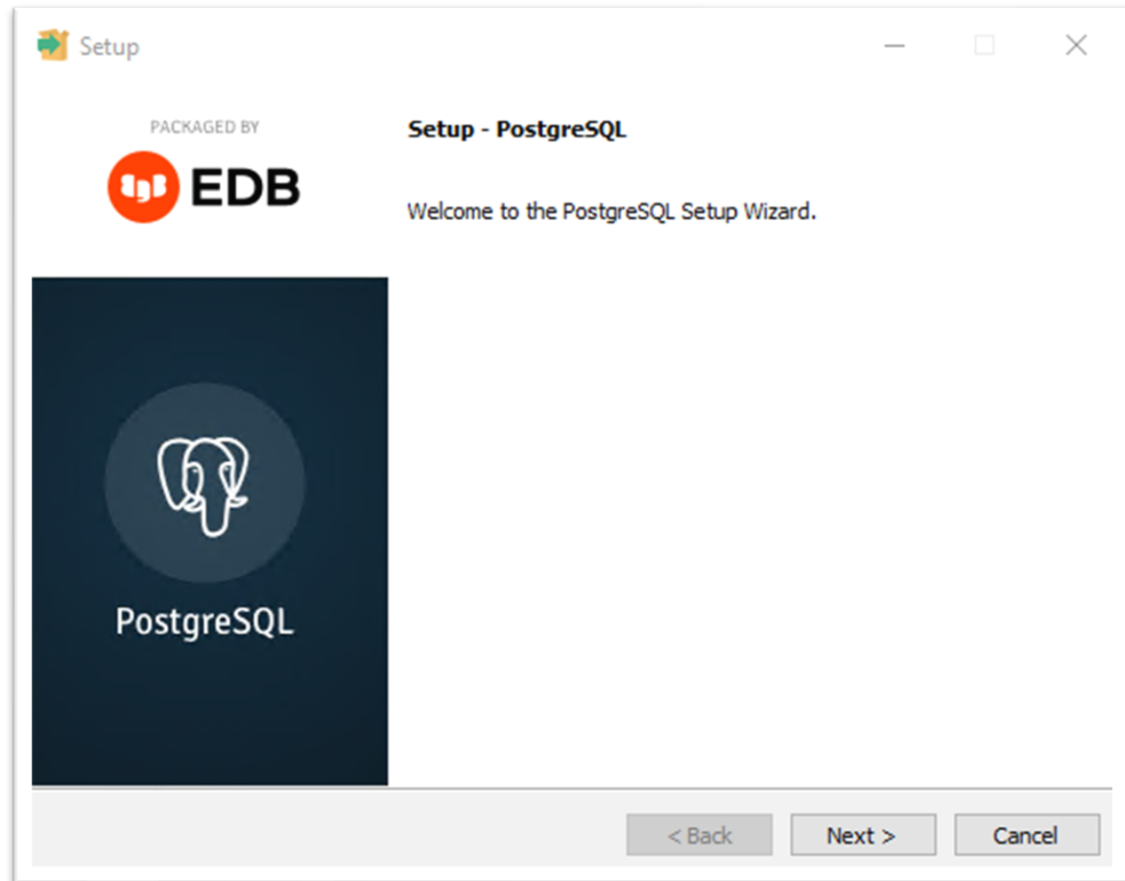 Setup
PACKAGED BY
EDB
Setup - PostgreSQL
Welcome to the PostgreSQL Setup Wizard.
PostgreSQL
< Back
Next >
Cancel